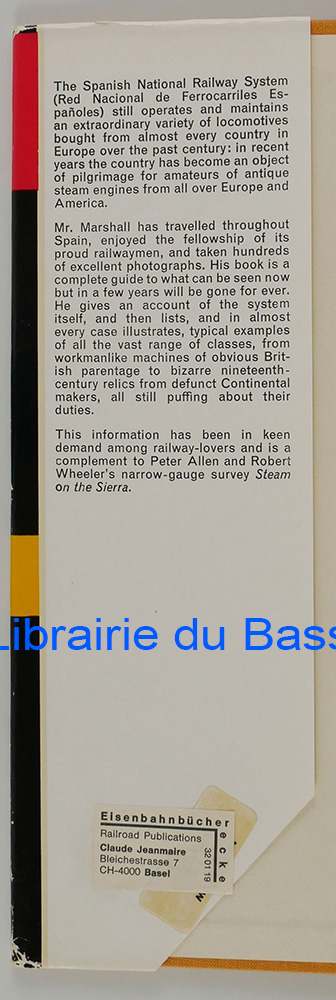 The Spanish National Railway System
(Red Nacional de Ferrocarriles Es-
pañoles) still operates and maintains
an extraordinary variety of locomotives
bought from almost every country in
Europe over the past century: in recent
years the country has become an object
of pilgrimage for amateurs of antique
steam engines from all over Europe and
America.
Mr. Marshall has travelled throughout
Spain, enjoyed the fellowship of its
proud railwaymen, and taken hundreds
of excellent photographs. His book is a
complete guide to what can be seen now
but in a few years will be gone for ever.
He gives an account of the system
itself, and then lists, and in almost
every case illustrates, typical examples
of all the vast range of classes, from
workmanlike machines of obvious Brit-
ish parentage to bizarre nineteenth-
century relics from defunct Continental
makers, all still puffing about their
duties.
This information has been in keen
demand among railway-lovers and is a
complement to Peter Allen and Robert
Wheeler's narrow-gauge survey Steam
on the Sierra.
Librairie du Bass
Eisenbahnbücher
ecke
Railroad Publications
Claude Jeanmaire
Bleichestrasse 7
CH-4000 Basel
32 01 19